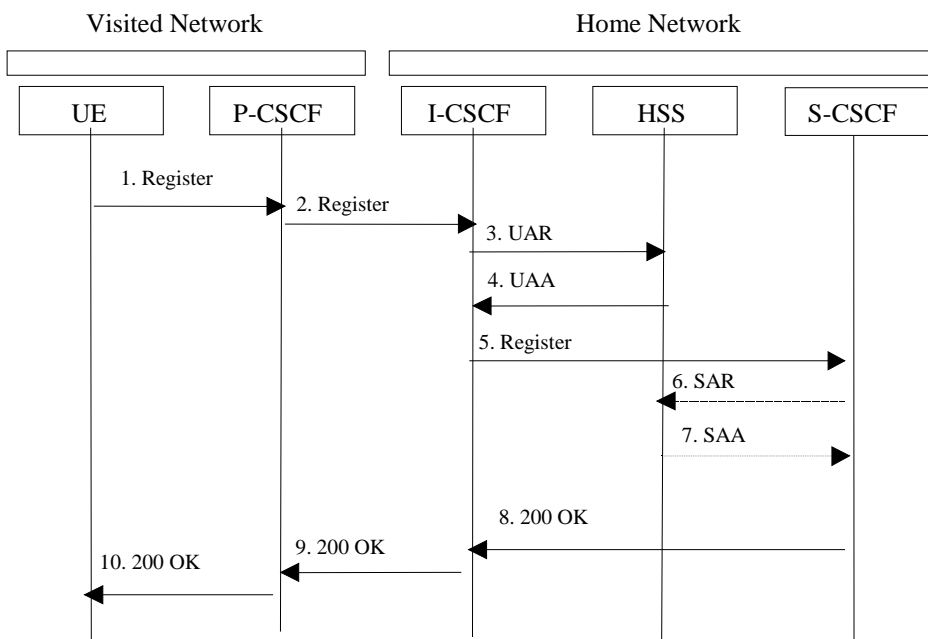 Visited Network
Home Network
UE
P-CSCF
I-CSCF
HSS
S-CSCF
1. Register
2. Register
3. UAR
4. UAA
5. Register
6. SAR
7. SAA
8. 200 OK
9. 200 OK
10. 200 OK